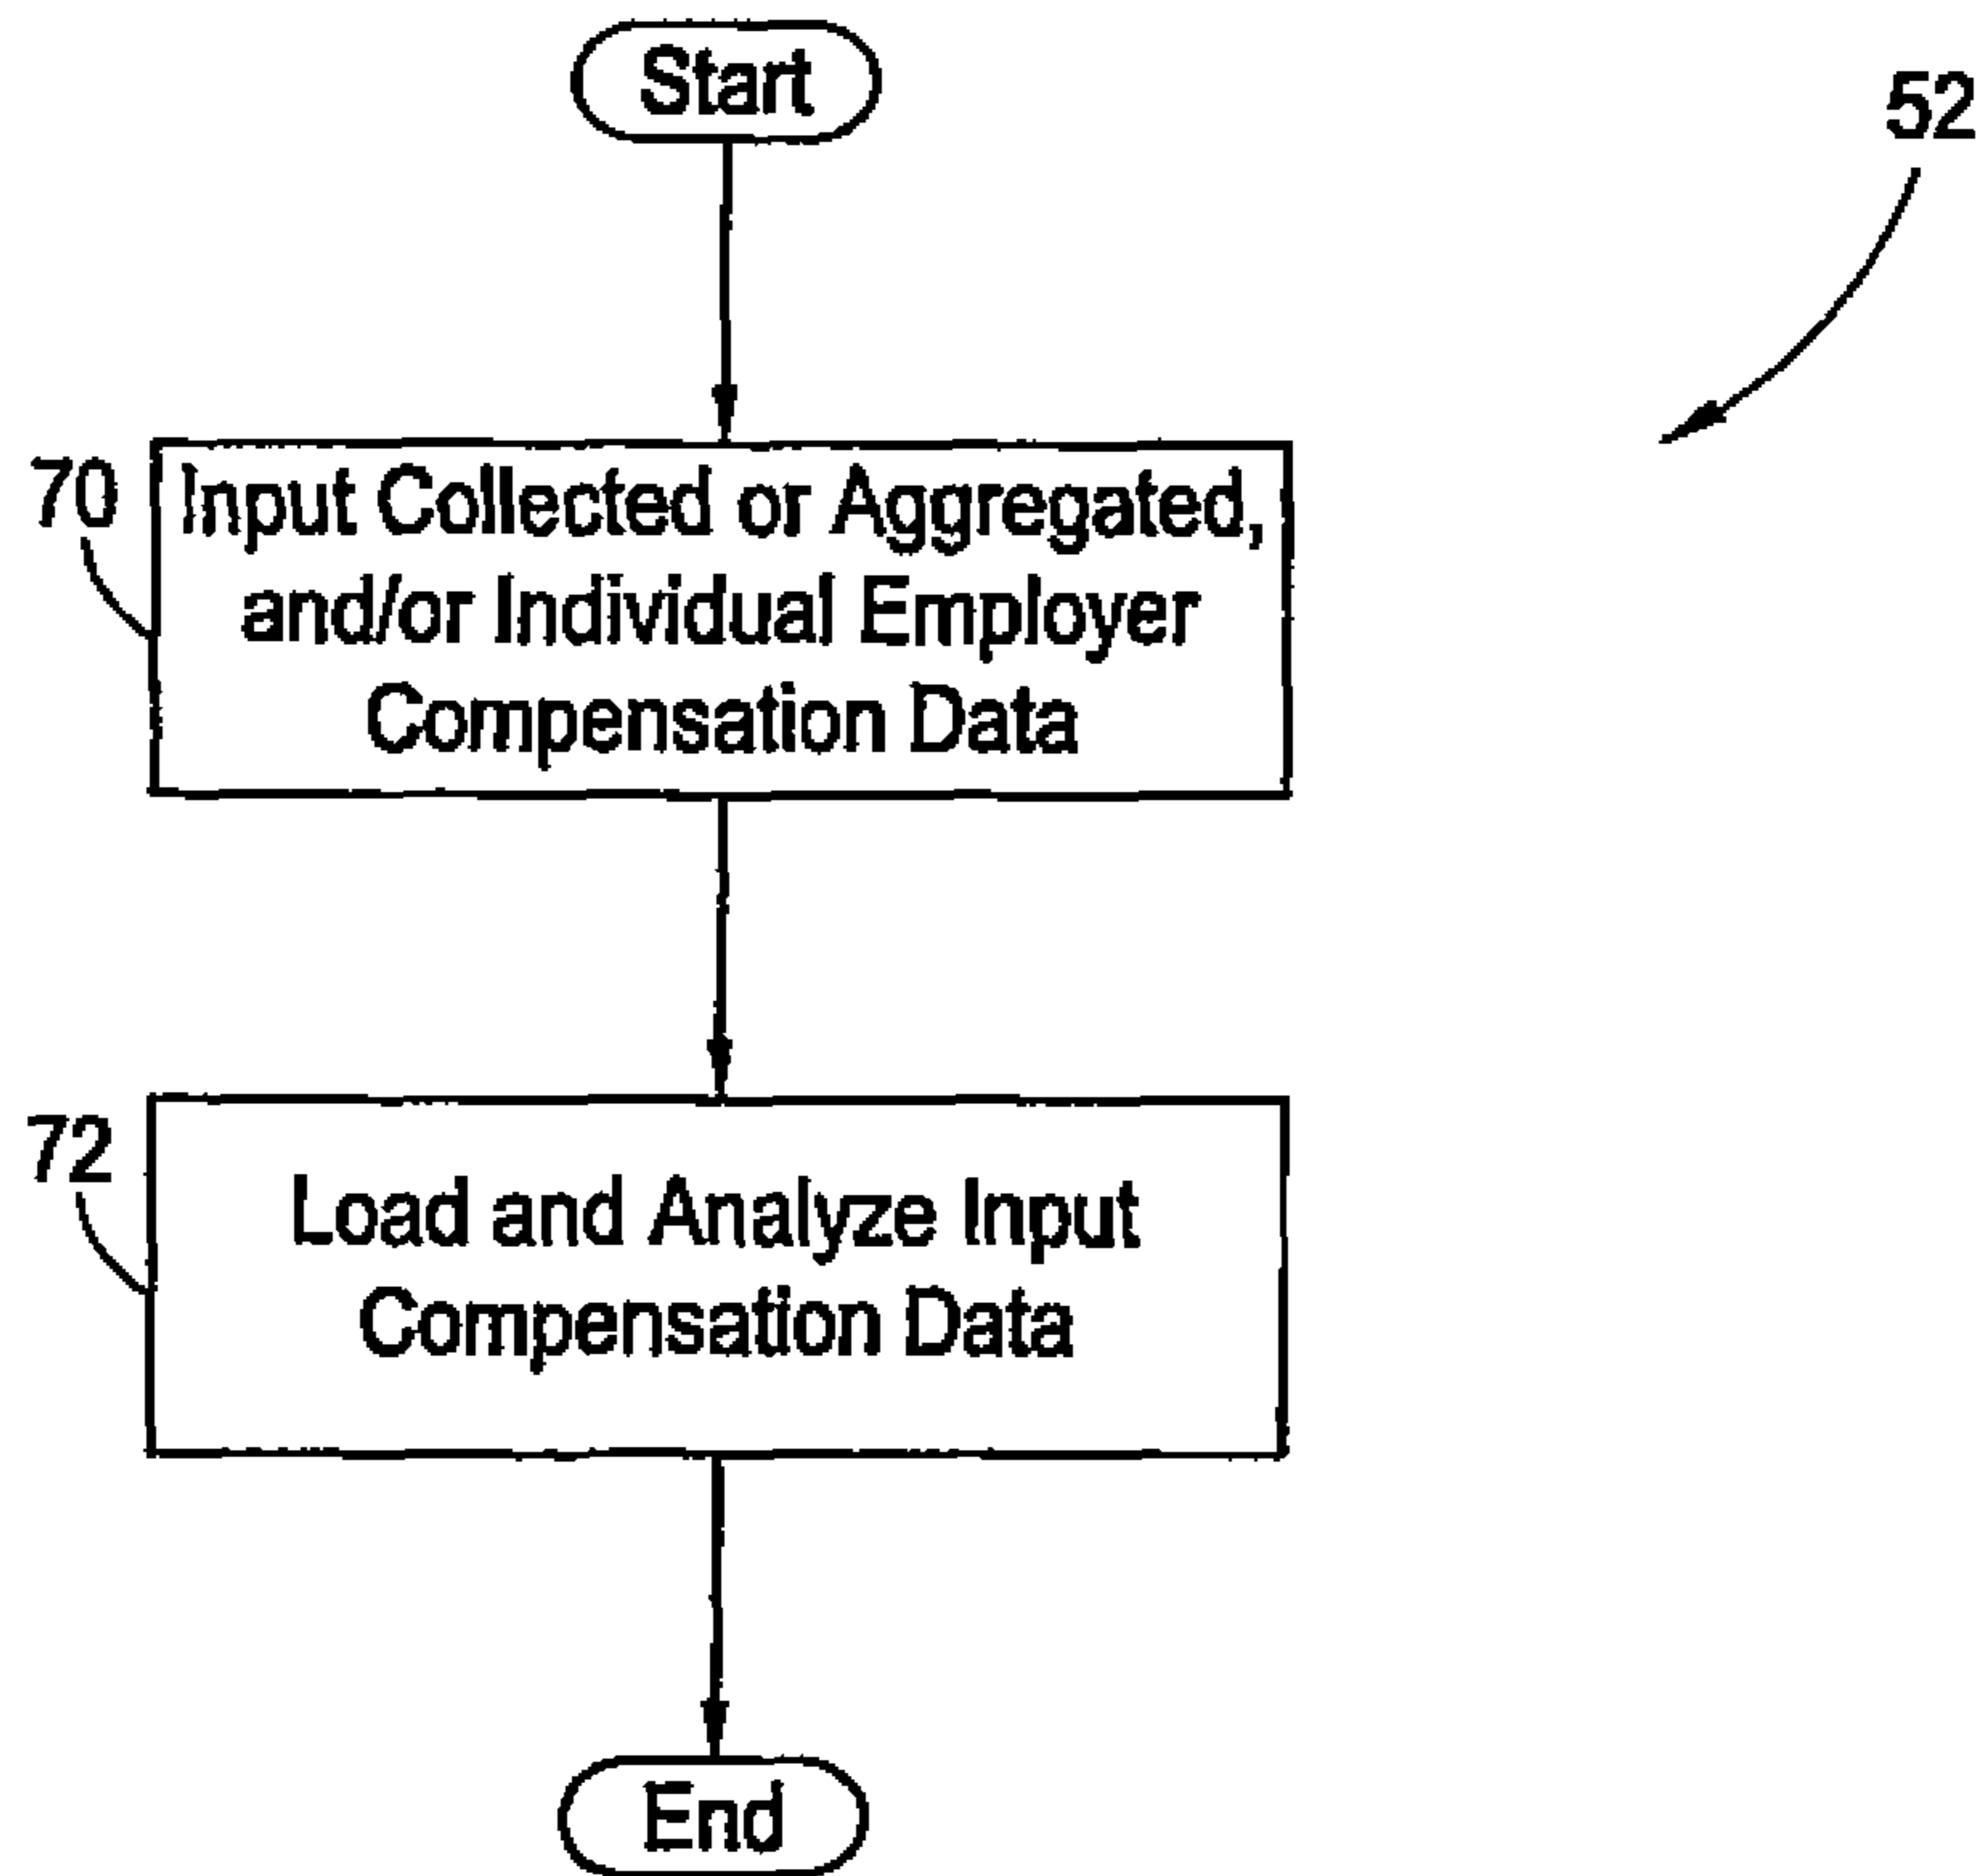 Start
52
70
Input Collected or Aggregated,
and/or Individual Employer
Compensation Data
72
Load and Analyze Input
Compensation Data
End